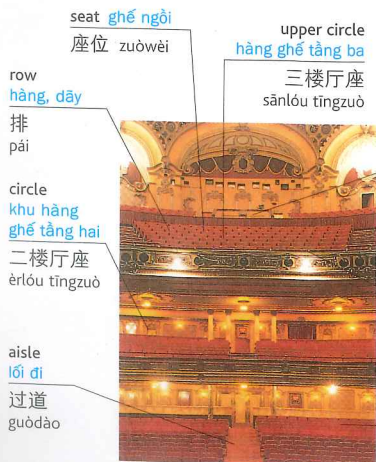 seat ghế ngồi
座位 zuòwèi
upper circle
hàng ghế tầng ba
三楼厅座
sānlóu tīngzuò
row
hàng, dãy
排
pái
circle
khu hàng
ghế tầng hai
二楼厅座
èrlóu tīngzuò
aisle
lối đi
过道
guòdào